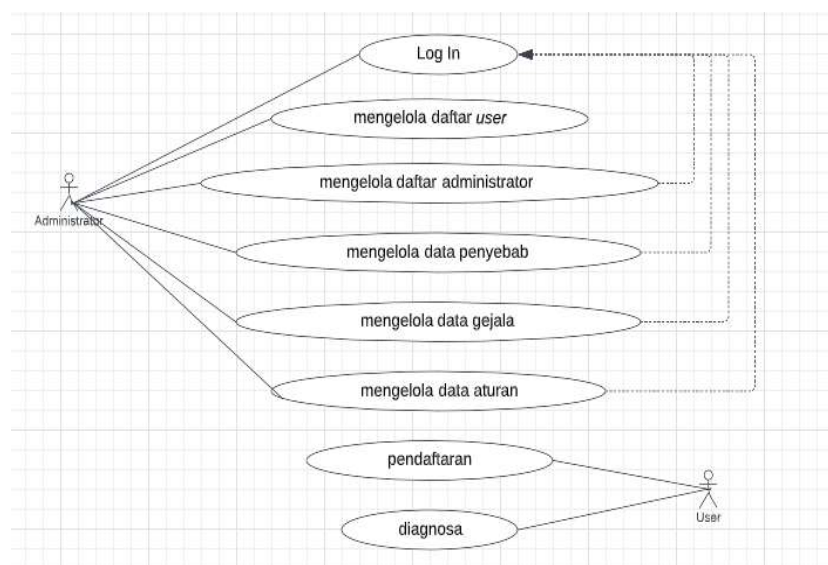 Log In
mengelola daftar user
mengelola daftar administrator
Administrator
mengelola data penyebab
mengelola data gejala
mengelola data aturan
pendaftaran
User
diagnosa